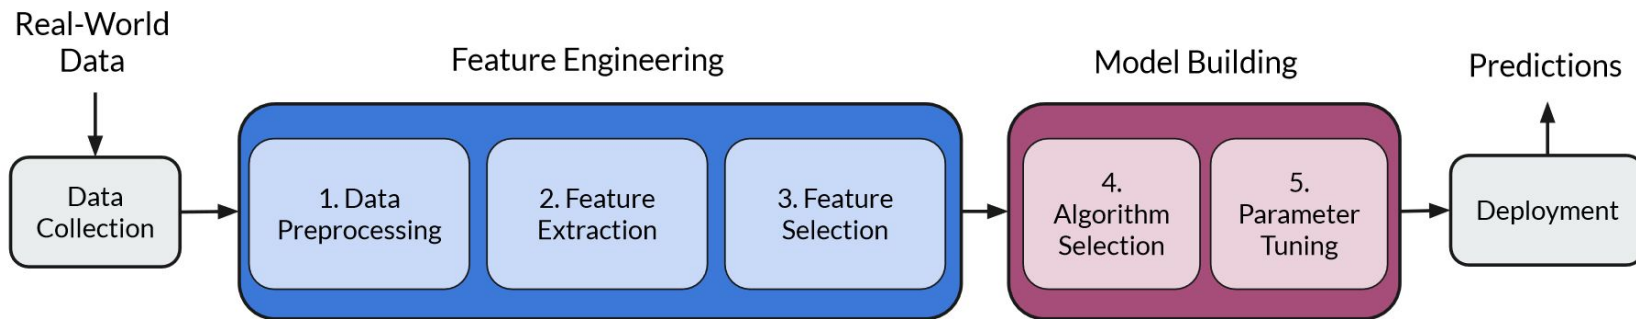 Real-World
Data
Feature Engineering
Model Building
Predictions
Data
Collection
1. Data
Preprocessing
2. Feature
Extraction
3. Feature
Selection
4.
Algorithm
Selection
5.
Parameter
Tuning
Deployment